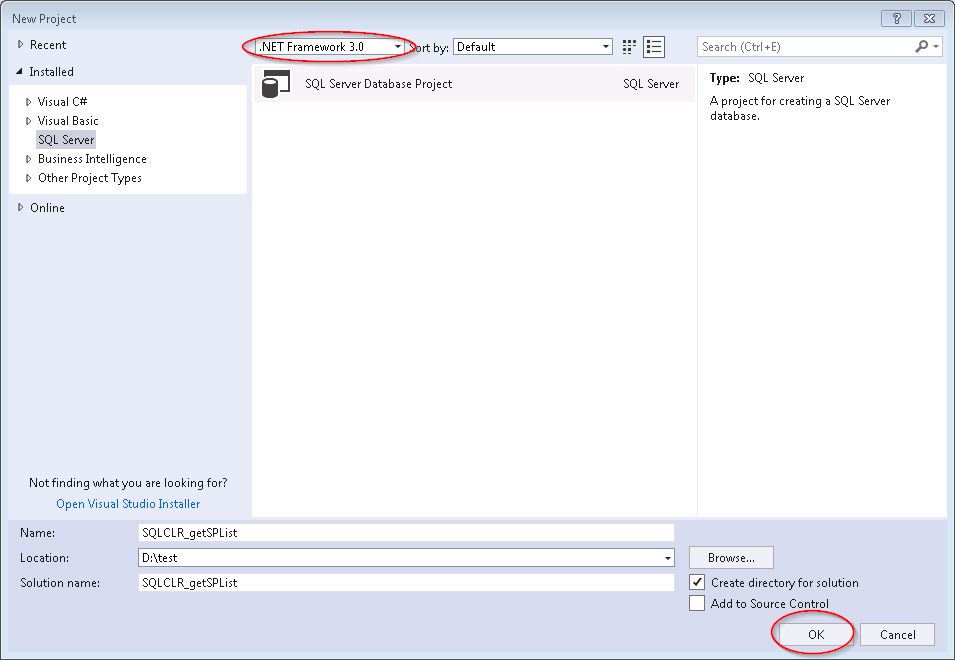 New Project
Recent
.NET Framework 3.0
Sort by:
Default
Search (Ctrl+E)
Installed
Visual C#
Visual Basic
SQL Server
Business Intelligence
Other Project Types
Online
SQL Server Database Project
SQL Server
Type: SQL Server
A project for creating a SQL Server
database.
Not finding what you are looking for?
Open Visual Studio Installer
Name:
SQLCLR_getSPList
Location:
D:\test
Browse...
Solution name:
SQLCLR_getSPList
Create directory for solution
Add to Source Control
OK
Cancel